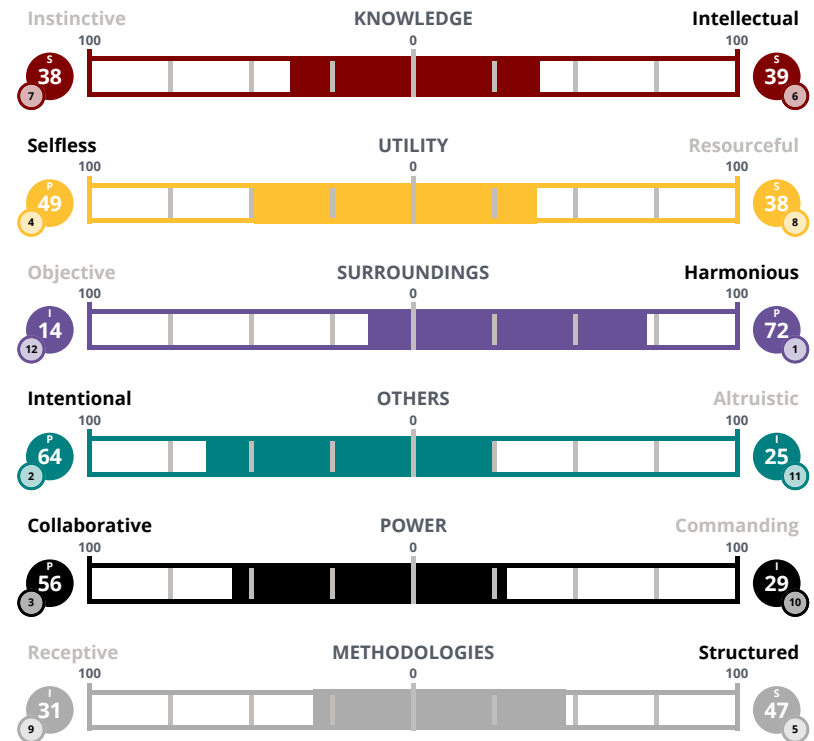 Instinctive KNOWLEDGE Intellectual
100 0 100
S S
38 39
7 6
Selfless UTILITY Resourceful
100 0 100
P S
49 38
4 8
Objective SURROUNDINGS Harmonious
100 0 100
I P
14 72
12 1
Intentional OTHERS Altruistic
100 0 100
P I
64 25
2 11
Collaborative POWER Commanding
100 0 100
P I
56 29
3 10
Receptive METHODOLOGIES Structured
100 0 100
I S
31 47
9 5